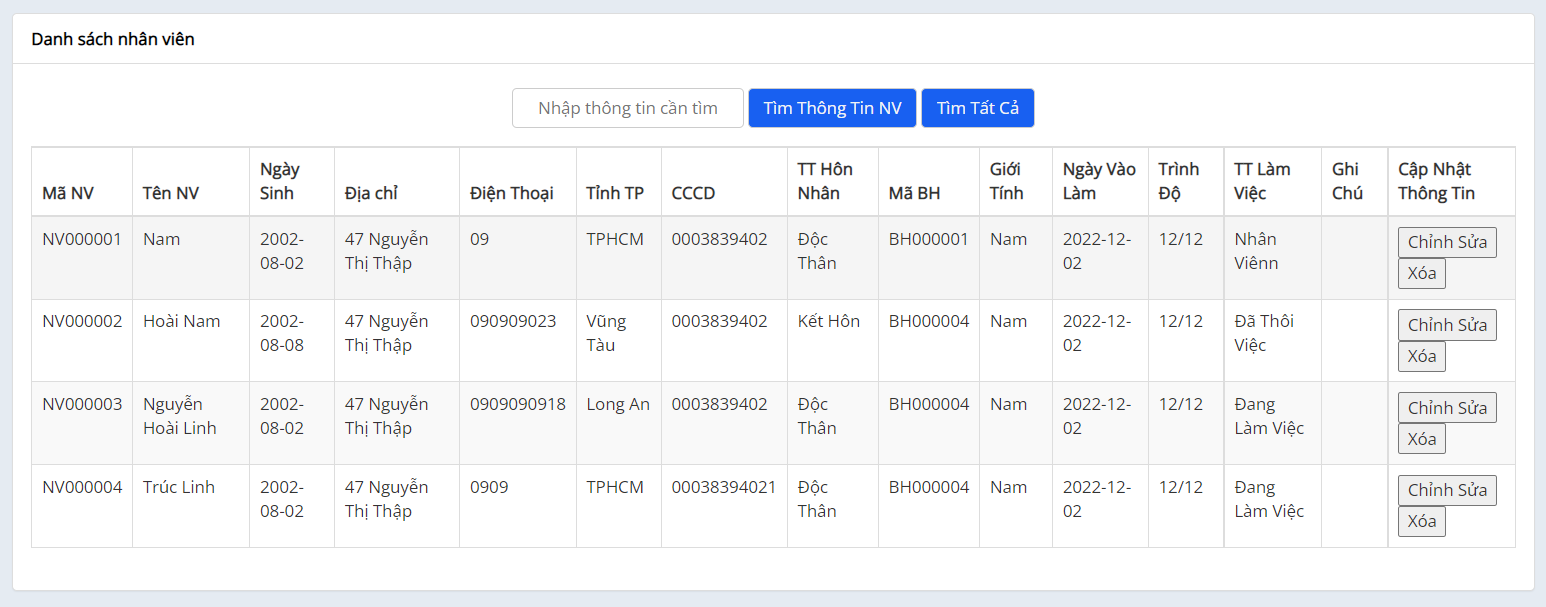 Danh sách nhân viên
Nhập thông tin cần tìm Tìm Thông Tin NV Tìm Tất Cả
Mã NV Tên NV Ngày Sinh Địa chỉ Điện Thoại Tỉnh TP CCCD TT Hôn Nhân Mã BH Giới Tính Ngày Vào Làm Trình Độ TT Làm Việc Ghi Chú Cập Nhật Thông Tin
NV000001 Nam 2002-08-02 47 Nguyễn Thị Thập 09 TPHCM 0003839402 Độc Thân BH000001 Nam 2022-12-02 12/12 Nhân Viênn Chỉnh Sửa Xóa
NV000002 Hoài Nam 2002-08-08 47 Nguyễn Thị Thập 090909023 Vũng Tàu 0003839402 Kết Hôn BH000004 Nam 2022-12-02 12/12 Đã Thôi Việc Chỉnh Sửa Xóa
NV000003 Nguyễn Hoài Linh 2002-08-02 47 Nguyễn Thị Thập 0909090918 Long An 0003839402 Độc Thân BH000004 Nam 2022-12-02 12/12 Đang Làm Việc Chỉnh Sửa Xóa
NV000004 Trúc Linh 2002-08-02 47 Nguyễn Thị Thập 0909 TPHCM 00038394021 Độc Thân BH000004 Nam 2022-12-02 12/12 Đang Làm Việc Chỉnh Sửa Xóa